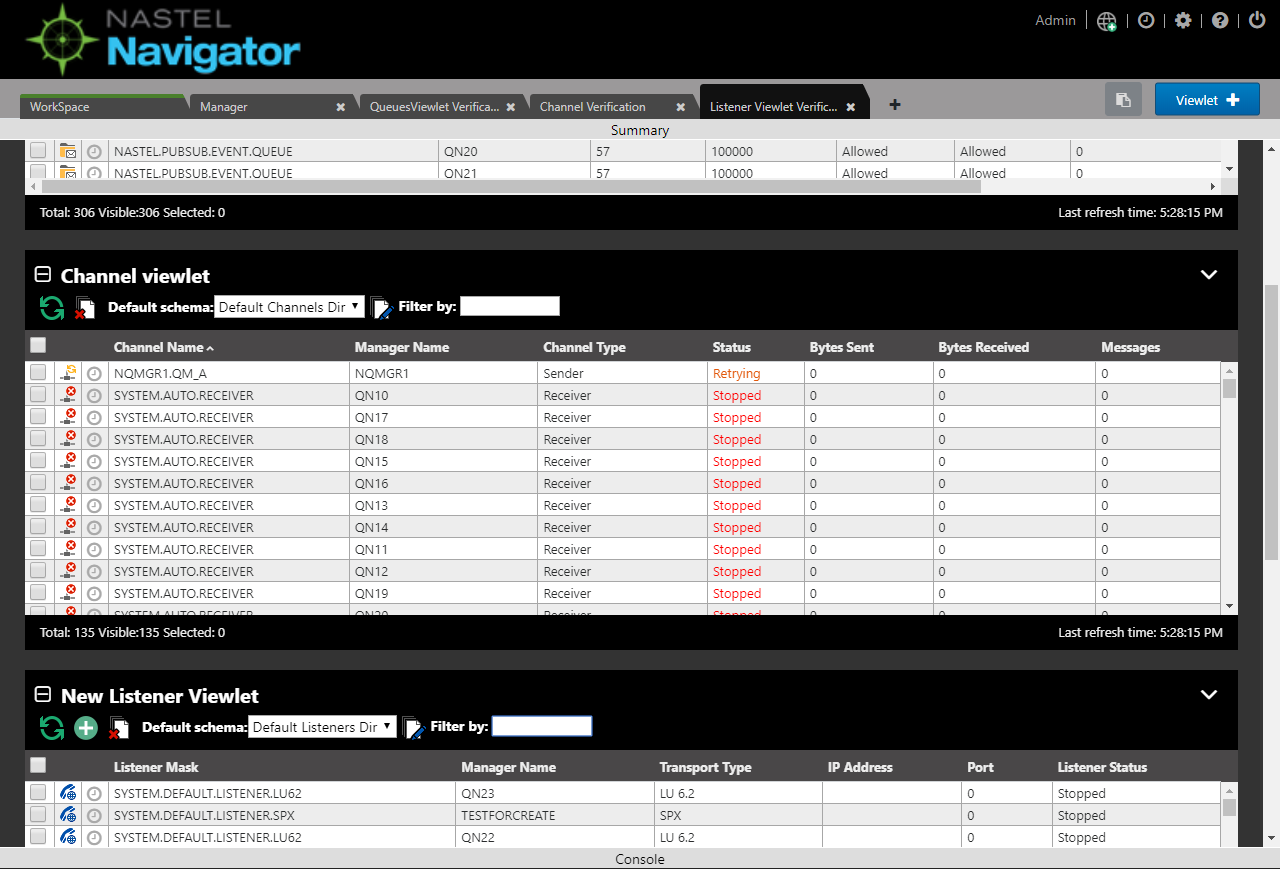 NASTEL
Navigator
Admin
WorkSpace Manager QueuesViewlet Verifica... Channel Verification Listener Viewlet Verific... Viewlet
Summary
NASTEL.PUBSUB.EVENT.QUEUE QN20 57 100000 Allowed Allowed 0
NASTEL.PUBSUB.EVENT.QUEUE QN21 57 100000 Allowed Allowed 0
Total: 306 Visible:306 Selected: 0 Last refresh time: 5:28:15 PM
Channel viewlet
Default schema: Default Channels Dir Filter by:
Channel Name Manager Name Channel Type Status Bytes Sent Bytes Received Messages
NQMGR1.QM_A NQMGR1 Sender Retrying 0 0 0
SYSTEM.AUTO.RECEIVER QN10 Receiver Stopped 0 0 0
SYSTEM.AUTO.RECEIVER QN17 Receiver Stopped 0 0 0
SYSTEM.AUTO.RECEIVER QN18 Receiver Stopped 0 0 0
SYSTEM.AUTO.RECEIVER QN15 Receiver Stopped 0 0 0
SYSTEM.AUTO.RECEIVER QN16 Receiver Stopped 0 0 0
SYSTEM.AUTO.RECEIVER QN13 Receiver Stopped 0 0 0
SYSTEM.AUTO.RECEIVER QN14 Receiver Stopped 0 0 0
SYSTEM.AUTO.RECEIVER QN11 Receiver Stopped 0 0 0
SYSTEM.AUTO.RECEIVER QN12 Receiver Stopped 0 0 0
SYSTEM.AUTO.RECEIVER QN19 Receiver Stopped 0 0 0
SYSTEM.AUTO.RECEIVER QN20 Receiver Stopped 0 0 0
Total: 135 Visible:135 Selected: 0 Last refresh time: 5:28:15 PM
New Listener Viewlet
Default schema: Default Listeners Dir Filter by:
Listener Mask Manager Name Transport Type IP Address Port Listener Status
SYSTEM.DEFAULT.LISTENER.LU62 QN23 LU 6.2 0 Stopped
SYSTEM.DEFAULT.LISTENER.SPX TESTFORCREATE SPX 0 Stopped
SYSTEM.DEFAULT.LISTENER.LU62 QN22 LU 6.2 0 Stopped
Console